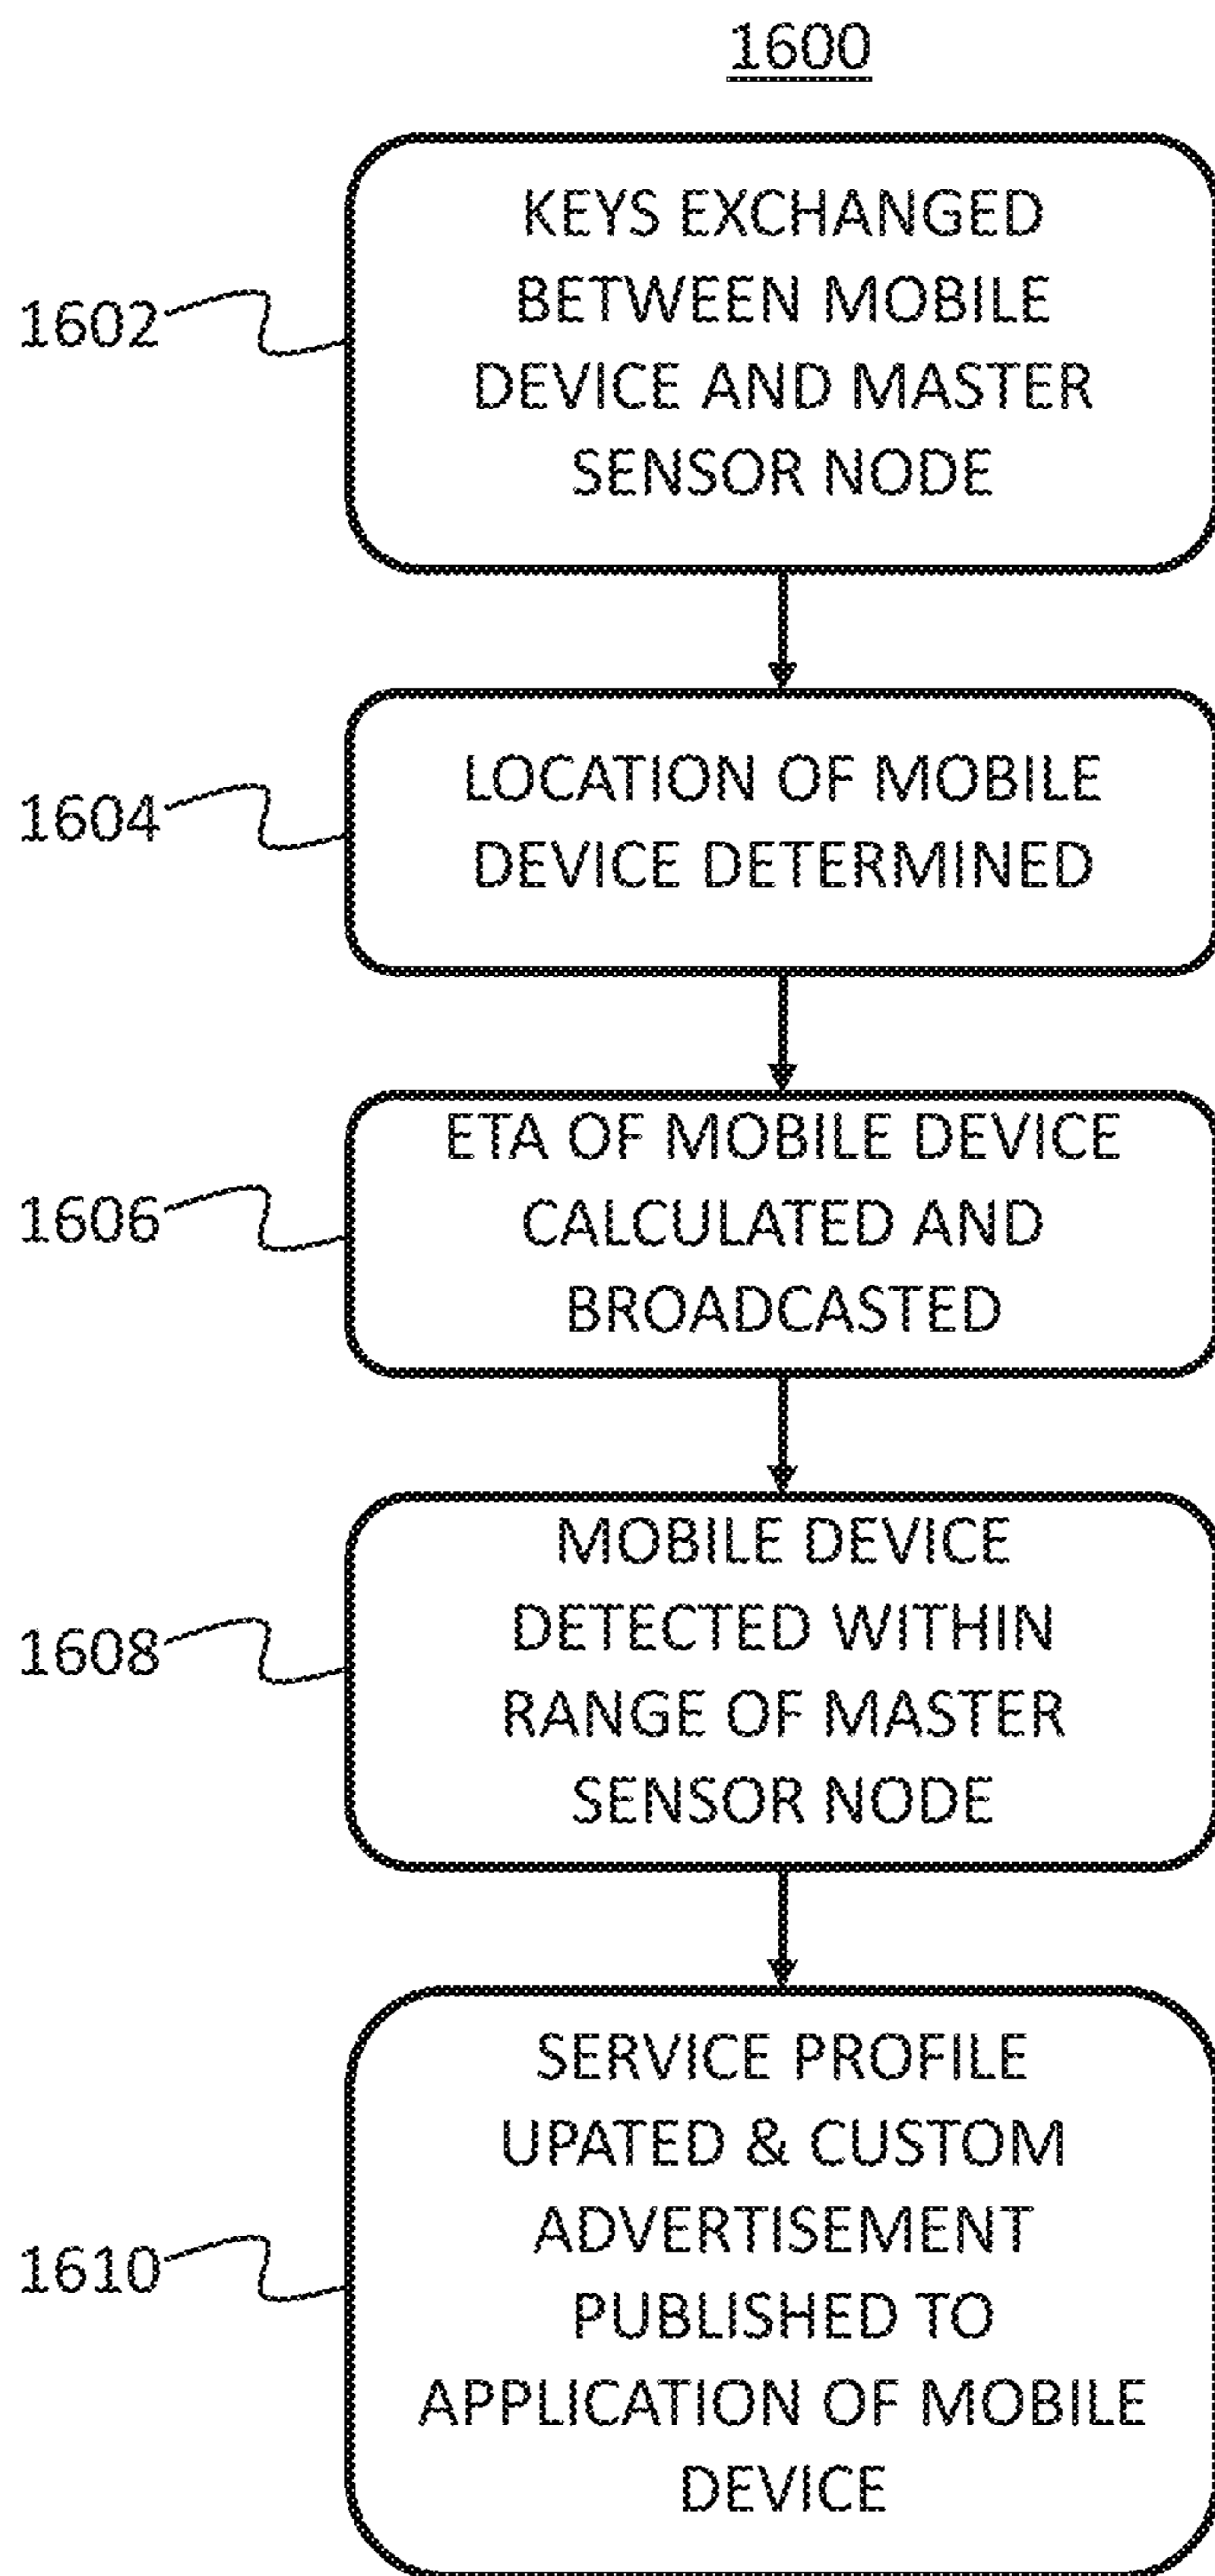 1600
KEYS EXCHANGED
BETWEEN MOBILE
DEVICE AND MASTER
SENSOR NODE
1602
LOCATION OF MOBILE
DEVICE DETERMINED
1604
ETA OF MOBILE DEVICE
CALCULATED AND
BROADCASTED
1606
MOBILE DEVICE
DETECTED WITHIN
RANGE OF MASTER
SENSOR NODE
1608
SERVICE PROFILE
UPATED & CUSTOM
ADVERTISEMENT
PUBLISHED TO
APPLICATION OF MOBILE
DEVICE
1610